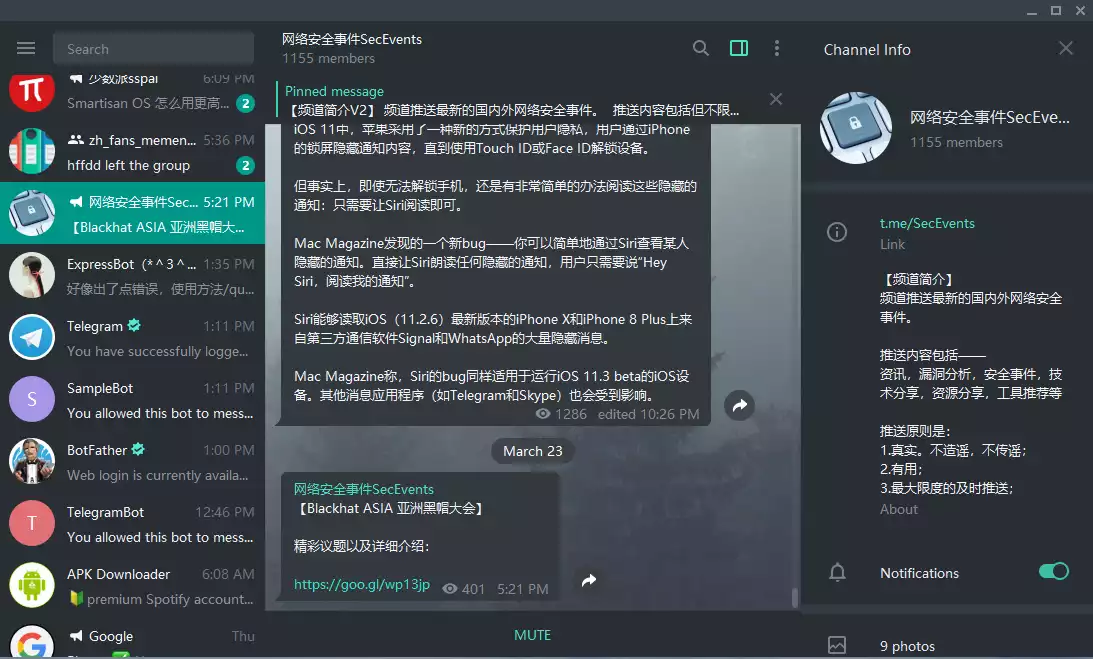 Search
少数派sspai 6:09 PM
Smartisan OS 怎么用更高... 2
zh_fans_memen... 5:36 PM
hffdd left the group 2
网络安全事件Sec... 5:21 PM
【Blackhat ASIA 亚洲黑帽大...
ExpressBot（*＾3＾... 1:35 PM
好像出了点错误，使用方法/qu...
Telegram 1:11 PM
You have successfully logge...
S
SampleBot 1:11 PM
You allowed this bot to mess...
BotFather 1:00 PM
Web login is currently availa...
T
TelegramBot 12:46 PM
You allowed this bot to mess...
APK Downloader 6:08 AM
premium Spotify account...
Google Thu
网络安全事件SecEvents
1155 members
Pinned message
【频道简介V2】 频道推送最新的国内外网络安全事件。 推送内容包括但不限...
iOS 11中，苹果采用了一种新的方式保护用户隐私，用户通过iPhone
的锁屏隐藏通知内容，直到使用Touch ID或Face ID解锁设备。
但事实上，即使无法解锁手机，还是有非常简单的办法阅读这些隐藏的
通知：只需要让Siri阅读即可。
Mac Magazine发现的一个新bug——你可以简单地通过Siri查看某人
隐藏的通知。直接让Siri朗读任何隐藏的通知，用户只需要说“Hey
Siri，阅读我的通知”。
Siri能够读取iOS（11.2.6）最新版本的iPhone X和iPhone 8 Plus上来
自第三方通信软件Signal和WhatsApp的大量隐藏消息。
Mac Magazine称，Siri的bug同样适用于运行iOS 11.3 beta的iOS设
备。其他消息应用程序（如Telegram和Skype）也会受到影响。
1286 edited 10:26 PM
March 23
网络安全事件SecEvents
【Blackhat ASIA 亚洲黑帽大会】
精彩议题以及详细介绍：
https://goo.gl/wp13jp 401 5:21 PM
MUTE
Channel Info
网络安全事件SecEve...
1155 members
t.me/SecEvents
Link
【频道简介】
频道推送最新的国内外网络安全
事件。
推送内容包括——
资讯，漏洞分析，安全事件，技
术分享，资源分享，工具推荐等
推送原则是：
1.真实。不造谣，不传谣；
2.有用；
3.最大限度的及时推送；
About
Notifications
9 photos